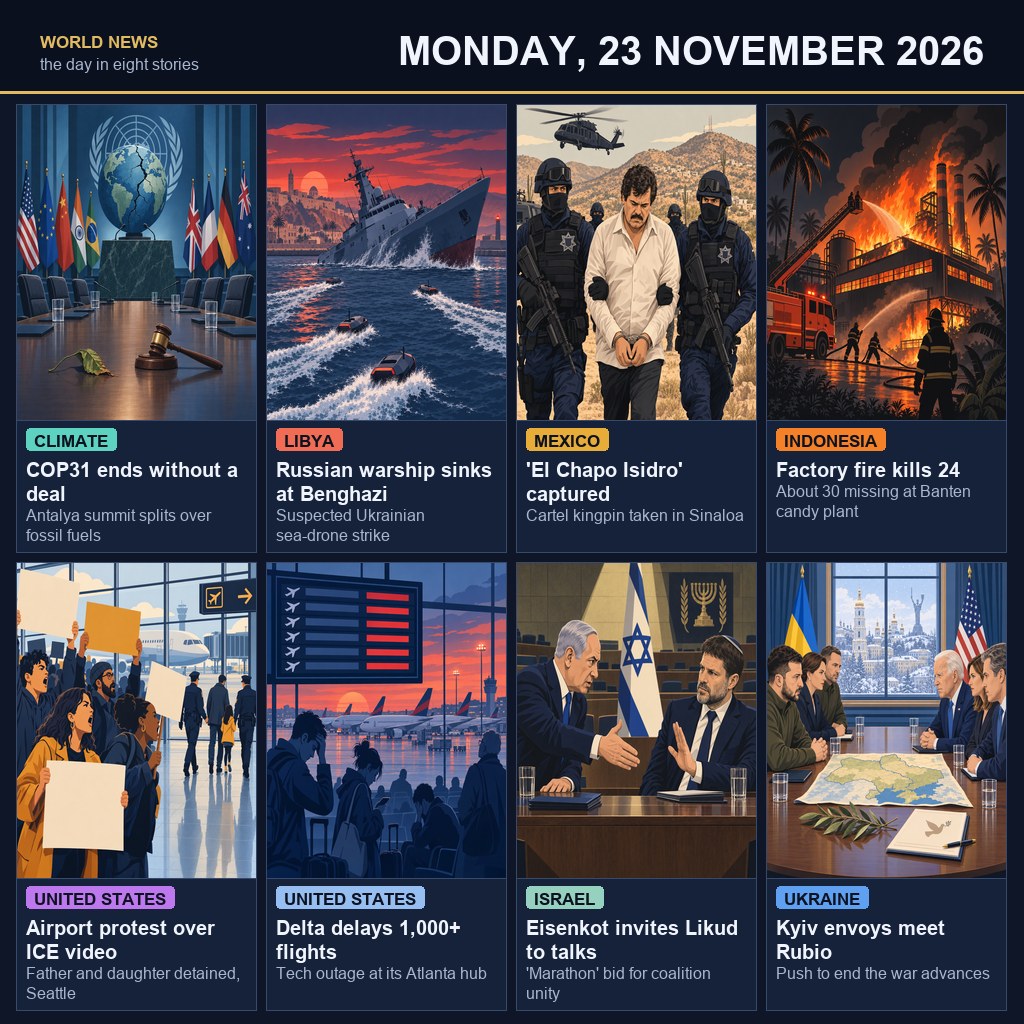 WORLD NEWS
the day in eight stories
MONDAY, 23 NOVEMBER 2026
CLIMATE
COP31 ends without a
deal
Antalya summit splits over
fossil fuels
LIBYA
Russian warship sinks
at Benghazi
Suspected Ukrainian
sea-drone strike
MEXICO
'El Chapo Isidro'
captured
Cartel kingpin taken in Sinaloa
INDONESIA
Factory fire kills 24
About 30 missing at Banten
candy plant
UNITED STATES
Airport protest over
ICE video
Father and daughter detained,
Seattle
UNITED STATES
Delta delays 1,000+
flights
Tech outage at its Atlanta hub
ISRAEL
Eisenkot invites Likud
to talks
'Marathon' bid for coalition
unity
UKRAINE
Kyiv envoys meet
Rubio
Push to end the war advances